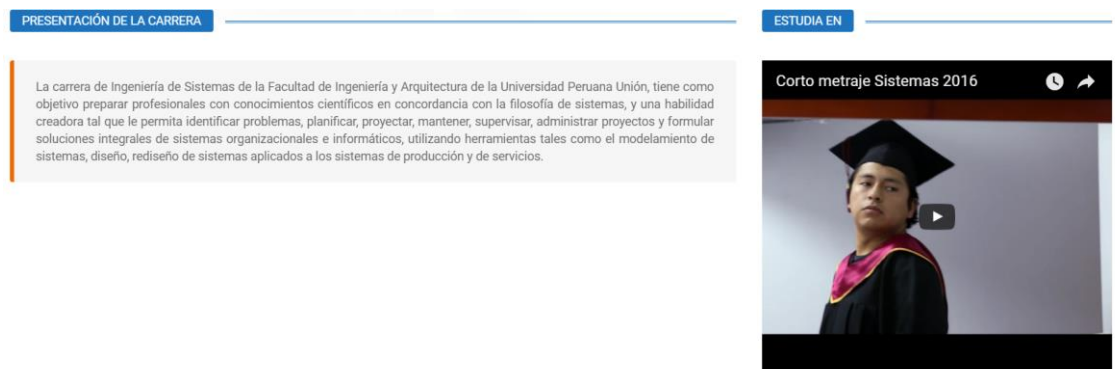 PRESENTACIÓN DE LA CARRERA
La carrera de Ingeniería de Sistemas de la Facultad de Ingeniería y Arquitectura de la Universidad Peruana Unión, tiene como
objetivo preparar profesionales con conocimientos científicos en concordancia con la filosofía de sistemas, y una habilidad
creadora tal que le permita identificar problemas, planificar, proyectar, mantener, supervisar, administrar proyectos y formular
soluciones integrales de sistemas organizacionales e informáticos, utilizando herramientas tales como el modelamiento de
sistemas, diseño, rediseño de sistemas aplicados a los sistemas de producción y de servicios.
ESTUDIA EN
Corto metraje Sistemas 2016